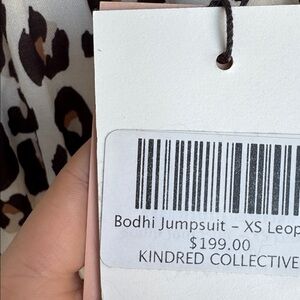 Bodhi Jumpsuit – XS Leop
$199.00
KINDRED COLLECTIVE